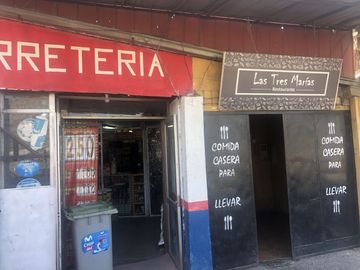 RRETERIA
Las Tres Marías
Restaurante
250
COMIDA
CASERA
PARA
LLEVAR
COMIDA
CASERA
PARA
LLEVAR